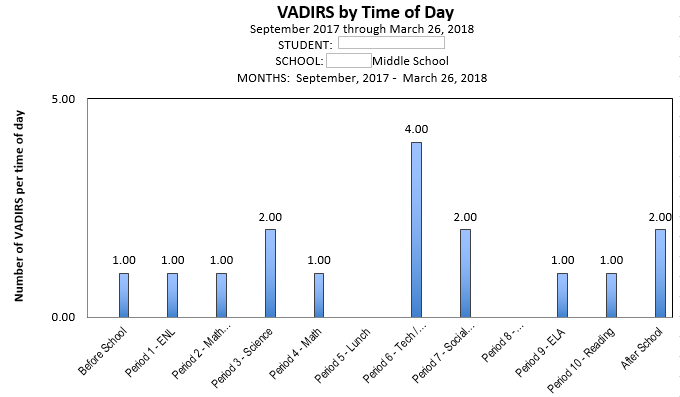 VADIRS by Time of Day
September 2017 through March 26, 2018
STUDENT:
SCHOOL: Middle School
MONTHS: September, 2017 - March 26, 2018
Number of VADIRS per time of day
5.00
0.00
1.00
1.00
1.00
2.00
1.00
4.00
2.00
1.00
1.00
2.00
Before School
Period 1 - ENL
Period 2 - Math...
Period 3 - Science
Period 4 - Math
Period 5 - Lunch
Period 6 - Tech /...
Period 7 - Social...
Period 8 - ...
Period 9 - ELA
Period 10 - Reading
After School